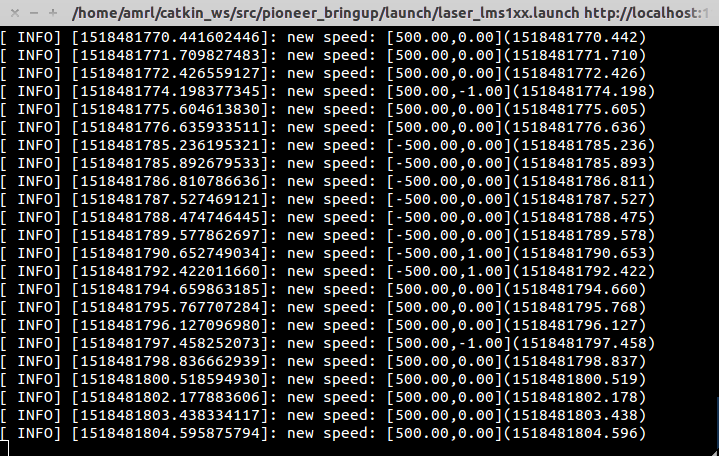 /home/amrl/catkin_ws/src/pioneer_bringup/launch/laser_lms1xx.launch http://localhost:1
[ INFO] [1518481770.441602446]: new speed: [500.00,0.00](1518481770.442)
[ INFO] [1518481771.709827483]: new speed: [500.00,0.00](1518481771.710)
[ INFO] [1518481772.426559127]: new speed: [500.00,0.00](1518481772.426)
[ INFO] [1518481774.198377345]: new speed: [500.00,-1.00](1518481774.198)
[ INFO] [1518481775.604613830]: new speed: [500.00,0.00](1518481775.605)
[ INFO] [1518481776.635933511]: new speed: [500.00,0.00](1518481776.636)
[ INFO] [1518481785.236195321]: new speed: [-500.00,0.00](1518481785.236)
[ INFO] [1518481785.892679533]: new speed: [-500.00,0.00](1518481785.893)
[ INFO] [1518481786.810786636]: new speed: [-500.00,0.00](1518481786.811)
[ INFO] [1518481787.527469121]: new speed: [-500.00,0.00](1518481787.527)
[ INFO] [1518481788.474746445]: new speed: [-500.00,0.00](1518481788.475)
[ INFO] [1518481789.577862697]: new speed: [-500.00,0.00](1518481789.578)
[ INFO] [1518481790.652749034]: new speed: [-500.00,1.00](1518481790.653)
[ INFO] [1518481792.422011660]: new speed: [-500.00,1.00](1518481792.422)
[ INFO] [1518481794.659863185]: new speed: [500.00,0.00](1518481794.660)
[ INFO] [1518481795.767707284]: new speed: [500.00,0.00](1518481795.768)
[ INFO] [1518481796.127096980]: new speed: [500.00,0.00](1518481796.127)
[ INFO] [1518481797.458252073]: new speed: [500.00,-1.00](1518481797.458)
[ INFO] [1518481798.836662939]: new speed: [500.00,0.00](1518481798.837)
[ INFO] [1518481800.518594930]: new speed: [500.00,0.00](1518481800.519)
[ INFO] [1518481802.177883606]: new speed: [500.00,0.00](1518481802.178)
[ INFO] [1518481803.438334117]: new speed: [500.00,0.00](1518481803.438)
[ INFO] [1518481804.595875794]: new speed: [500.00,0.00](1518481804.596)